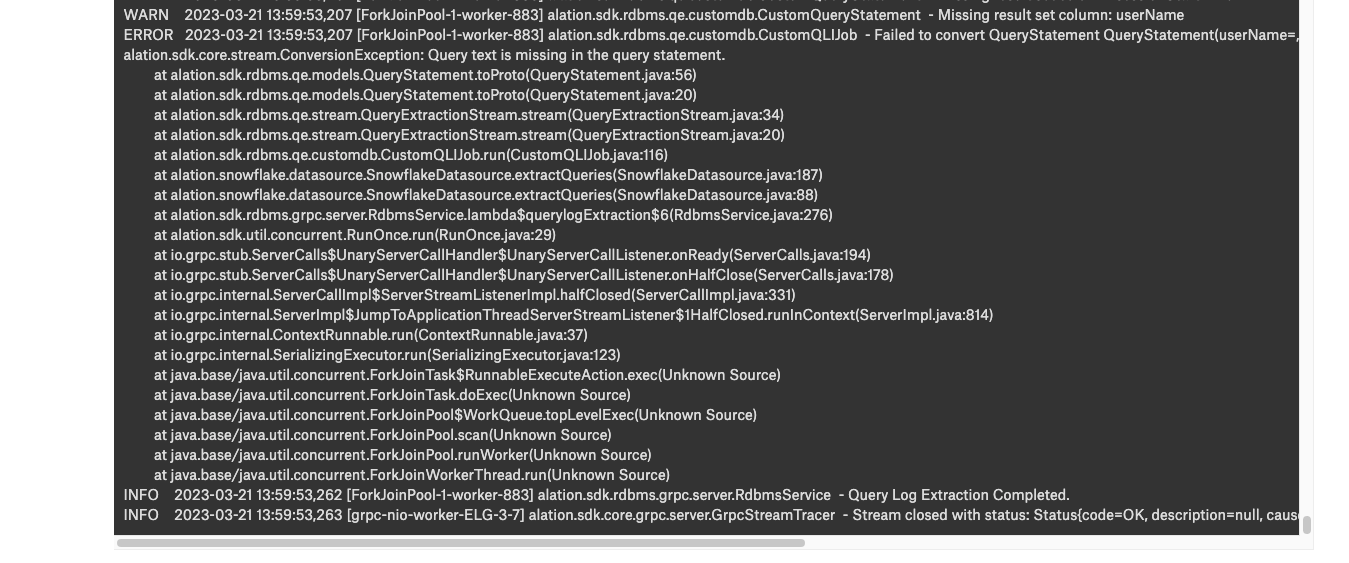 WARN 2023-03-21 13:59:53,207 [ForkJoinPool-1-worker-883] alation.sdk.rdbms.qe.customdb.CustomQueryStatement - Missing result set column: userName
ERROR 2023-03-21 13:59:53,207 [ForkJoinPool-1-worker-883] alation.sdk.rdbms.qe.customdb.CustomQLIJob - Failed to convert QueryStatement QueryStatement(userName=,
alation.sdk.core.stream.ConversionException: Query text is missing in the query statement.
at alation.sdk.rdbms.qe.models.QueryStatement.toProto(QueryStatement.java:56)
at alation.sdk.rdbms.qe.models.QueryStatement.toProto(QueryStatement.java:20)
at alation.sdk.rdbms.qe.stream.QueryExtractionStream.stream(QueryExtractionStream.java:34)
at alation.sdk.rdbms.qe.stream.QueryExtractionStream.stream(QueryExtractionStream.java:20)
at alation.sdk.rdbms.qe.customdb.CustomQLIJob.run(CustomQLIJob.java:116)
at alation.snowflake.datasource.SnowflakeDatasource.extractQueries(SnowflakeDatasource.java:187)
at alation.snowflake.datasource.SnowflakeDatasource.extractQueries(SnowflakeDatasource.java:88)
at alation.sdk.rdbms.grpc.server.RdbmsService.lambda$querylogExtraction$6(RdbmsService.java:276)
at alation.sdk.util.concurrent.RunOnce.run(RunOnce.java:29)
at io.grpc.stub.ServerCalls$UnaryServerCallHandler$UnaryServerCallListener.onReady(ServerCalls.java:194)
at io.grpc.stub.ServerCalls$UnaryServerCallHandler$UnaryServerCallListener.onHalfClose(ServerCalls.java:178)
at io.grpc.internal.ServerCallImpl$ServerStreamListenerImpl.halfClosed(ServerCallImpl.java:331)
at io.grpc.internal.ServerImpl$JumpToApplicationThreadServerStreamListener$1HalfClosed.runInContext(ServerImpl.java:814)
at io.grpc.internal.ContextRunnable.run(ContextRunnable.java:37)
at io.grpc.internal.SerializingExecutor.run(SerializingExecutor.java:123)
at java.base/java.util.concurrent.ForkJoinTask$RunnableExecuteAction.exec(Unknown Source)
at java.base/java.util.concurrent.ForkJoinTask.doExec(Unknown Source)
at java.base/java.util.concurrent.ForkJoinPool$WorkQueue.topLevelExec(Unknown Source)
at java.base/java.util.concurrent.ForkJoinPool.scan(Unknown Source)
at java.base/java.util.concurrent.ForkJoinPool.runWorker(Unknown Source)
at java.base/java.util.concurrent.ForkJoinWorkerThread.run(Unknown Source)
INFO 2023-03-21 13:59:53,262 [ForkJoinPool-1-worker-883] alation.sdk.rdbms.grpc.server.RdbmsService - Query Log Extraction Completed.
INFO 2023-03-21 13:59:53,263 [grpc-nio-worker-ELG-3-7] alation.sdk.core.grpc.server.GrpcStreamTracer - Stream closed with status: Status{code=OK, description=null, caus